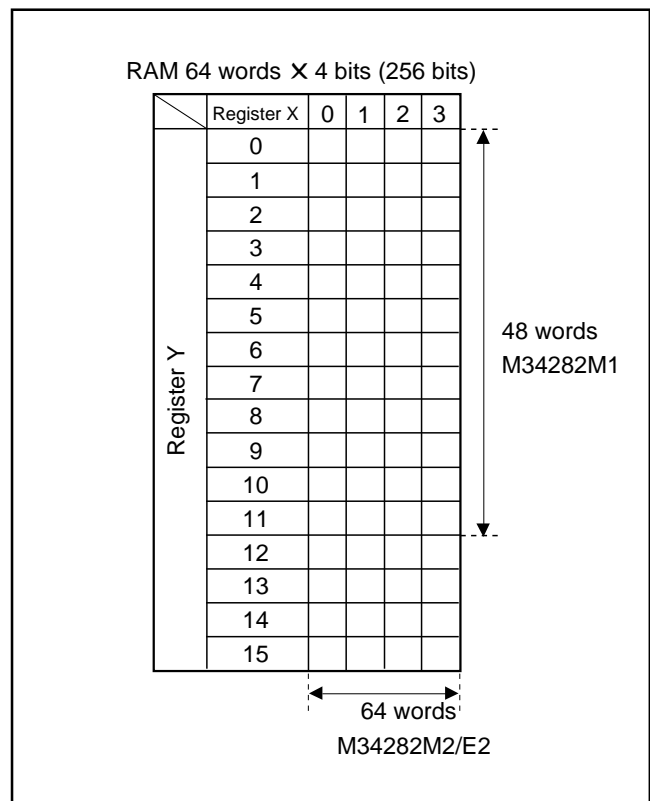 RAM 64 words × 4 bits (256 bits)
Register X 0 1 2 3
Register Y
0
1
2
3
4
5
6
7
8
9
10
11
12
13
14
15
48 words
M34282M1
64 words
M34282M2/E2